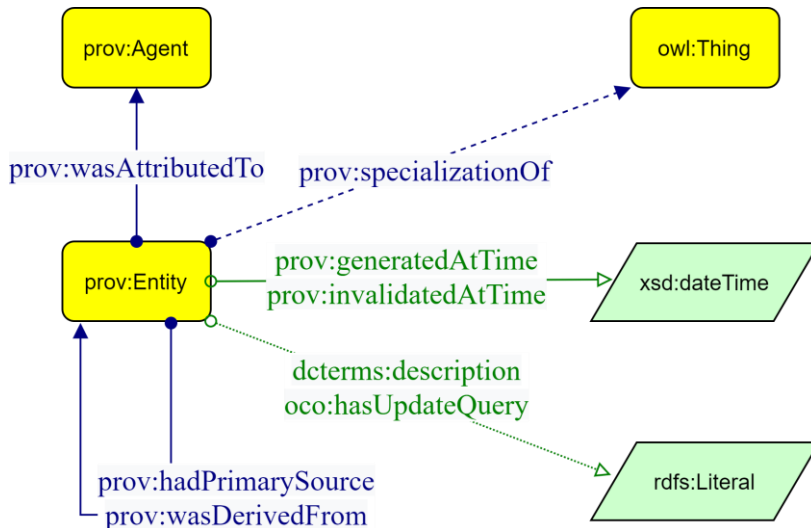 prov:Agent
owl:Thing
prov:wasAttributedTo
prov:specializationOf
prov:Entity
prov:generatedAtTime
prov:invalidatedAtTime
xsd:dateTime
dcterms:description
oco:hasUpdateQuery
prov:hadPrimarySource
prov:wasDerivedFrom
rdfs:Literal